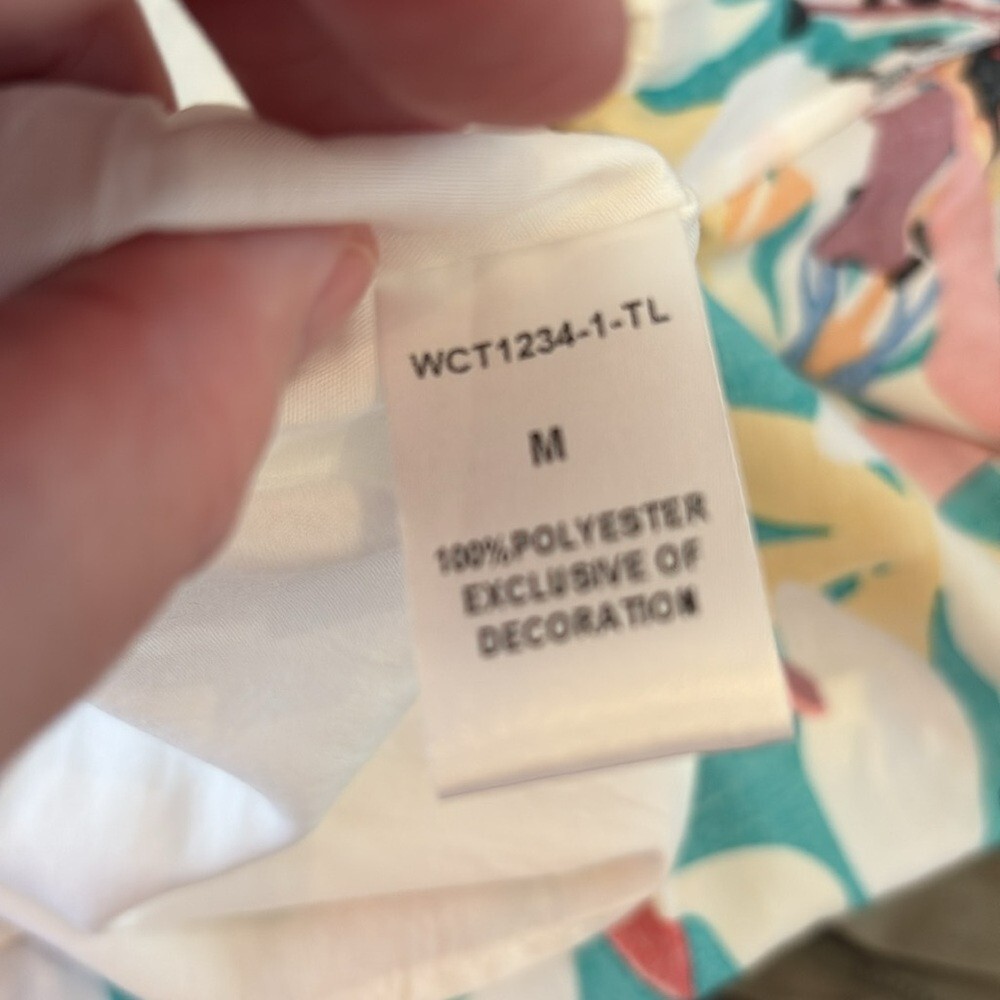 WCT1234-1-TL
M
100%POLYESTER
EXCLUSIVE OF
DECORATION